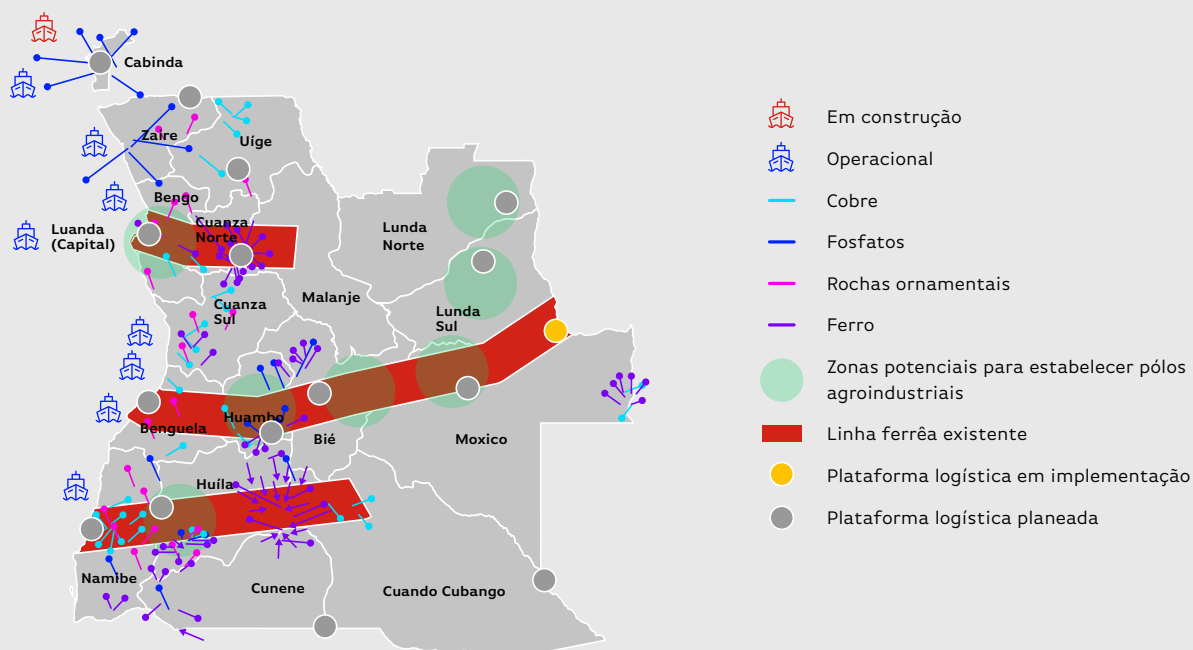 Cabinda
Zaire
Uíge
Bengo
Luanda
(Capital)
Cuanza
Norte
Lunda
Norte
Malanje
Cuanza
Sul
Lunda
Sul
Huambo
Benguela
Bié
Moxico
Huíla
Namibe
Cunene
Cuando Cubango
Em construção
Operacional
Cobre
Fosfatos
Rochas ornamentais
Ferro
Zonas potenciais para estabelecer pólos
agroindustriais
Linha ferrêa existente
Plataforma logística em implementação
Plataforma logística planeada